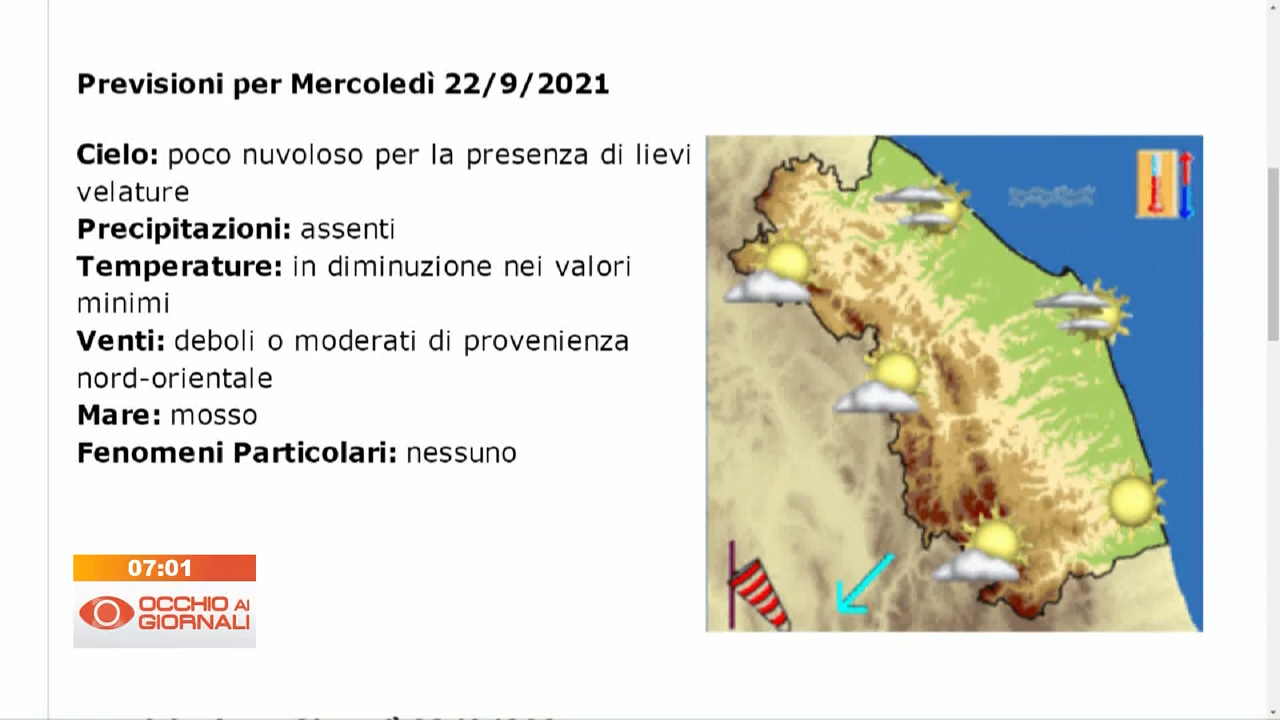 Previsioni per Mercoledì 22/9/2021
Cielo: poco nuvoloso per la presenza di lievi
velature
Precipitazioni: assenti
Temperature: in diminuzione nei valori
minimi
Venti: deboli o moderati di provenienza
nord-orientale
Mare: mosso
Fenomeni Particolari: nessuno
07:01
OCCHIO AI
GIORNALI